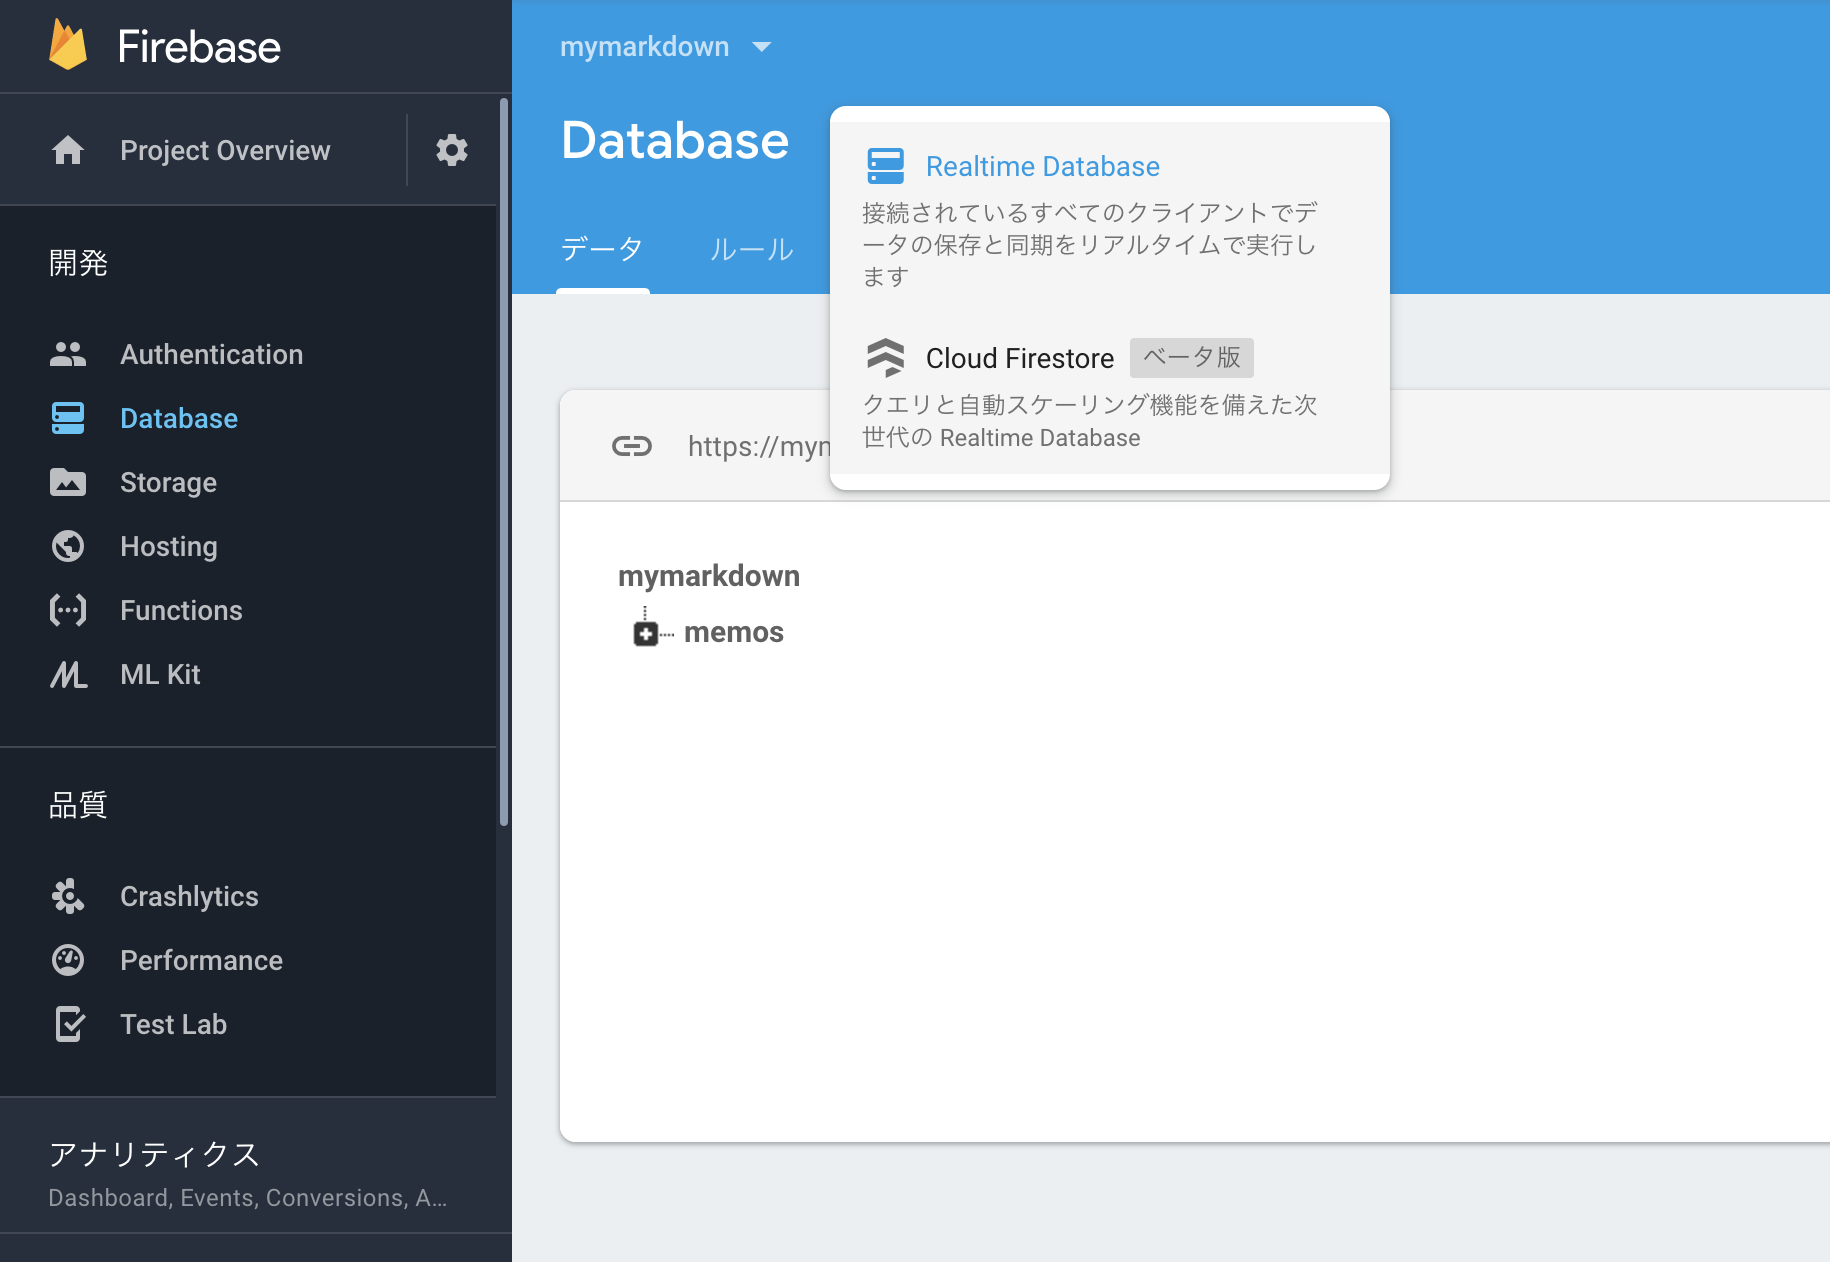 Firebase
Project Overview
開発
Authentication
Database
Storage
Hosting
Functions
ML Kit
品質
Crashlytics
Performance
Test Lab
アナリティクス
Dashboard, Events, Conversions, A...
mymarkdown
Database
データ
ルール
Realtime Database
接続されているすべてのクライアントでデ
ータの保存と同期をリアルタイムで実行し
ます
Cloud Firestore ベータ版
クエリと自動スケーリング機能を備えた次
世代の Realtime Database
https://mym
mymarkdown
memos